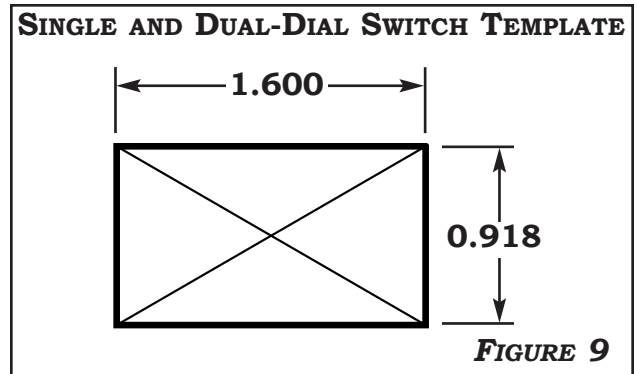 SINGLE AND DUAL-DIAL SWITCH TEMPLATE
1.600
0.918
FIGURE 9